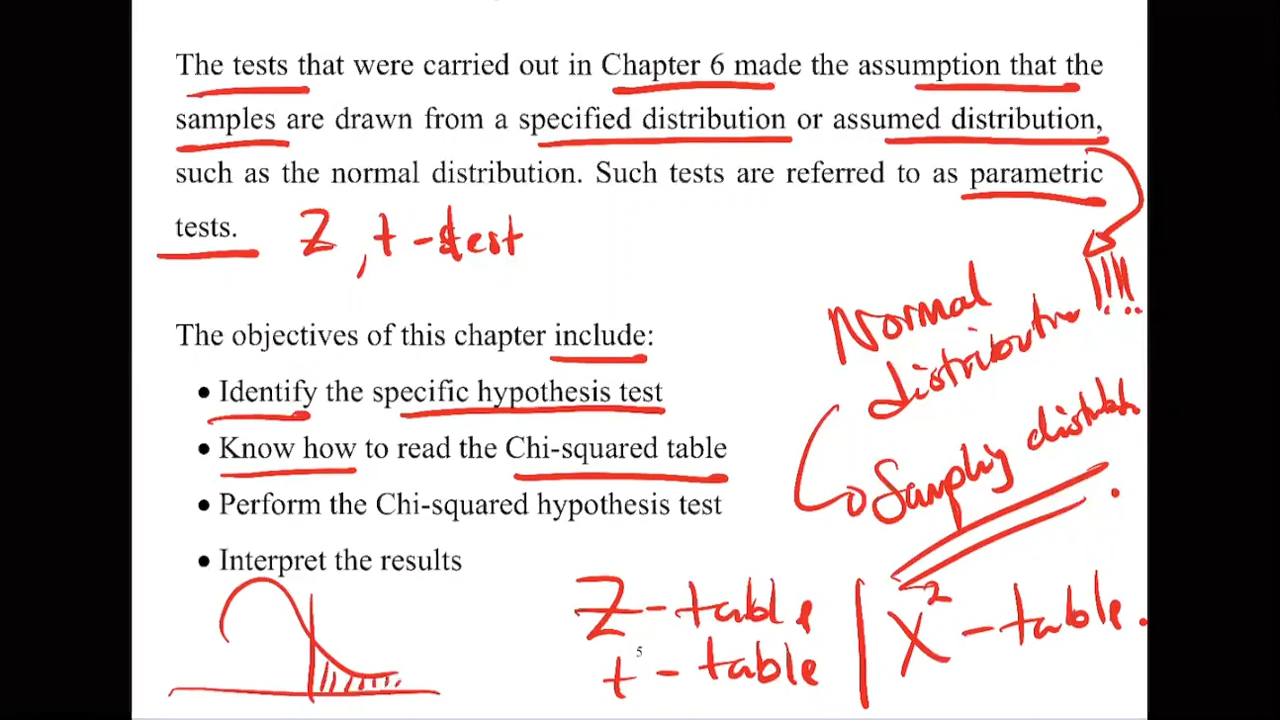 The tests that were carried out in Chapter 6 made the assumption that the
samples are drawn from a specified distribution or assumed distribution,
such as the normal distribution. Such tests are referred to as parametric
tests.
Z, t-test
Normal
distribution !!!!
Sampling
The objectives of this chapter include:
• Identify the specific hypothesis test
• Know how to read the Chi-squared table
• Perform the Chi-squared hypothesis test
• Interpret the results
Z-table
t-table
X²-table.
5